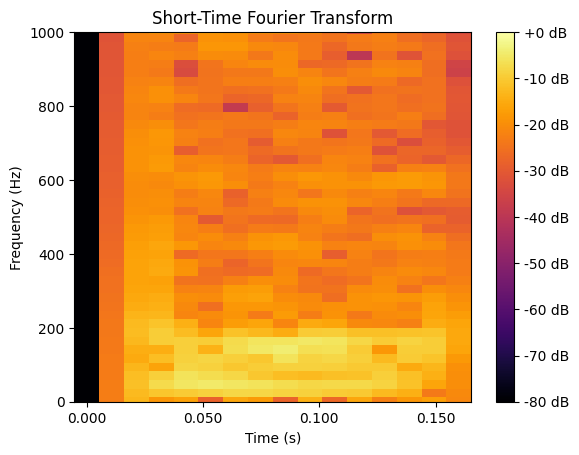 Short-Time Fourier Transform
1000
800
600
400
200
0
Frequency (Hz)
0.000
0.050
0.100
0.150
Time (s)
+0 dB
-10 dB
-20 dB
-30 dB
-40 dB
-50 dB
-60 dB
-70 dB
-80 dB